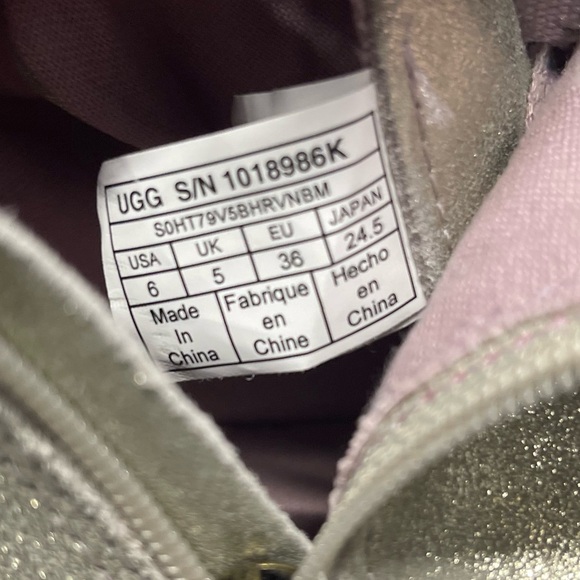 UGG S/N 1018986K
S0HT79V5BHRVNBM
USA UK EU JAPAN
6 5 36 24.5
Made In China
Fabrique en Chine
Hecho en China